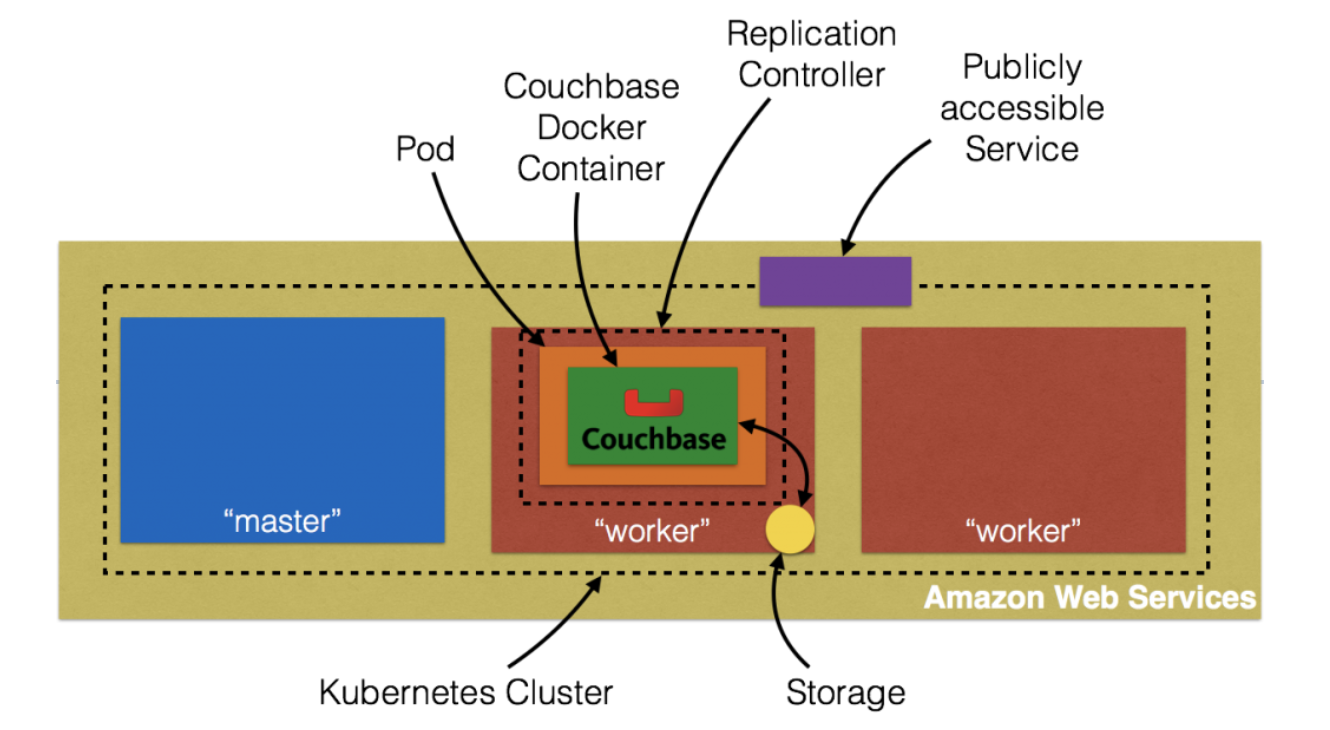 Replication
Controller
Publicly
accessible
Service
Couchbase
Docker
Container
Pod
Couchbase
“master”
“worker”
“worker”
Amazon Web Services
Kubernetes Cluster
Storage